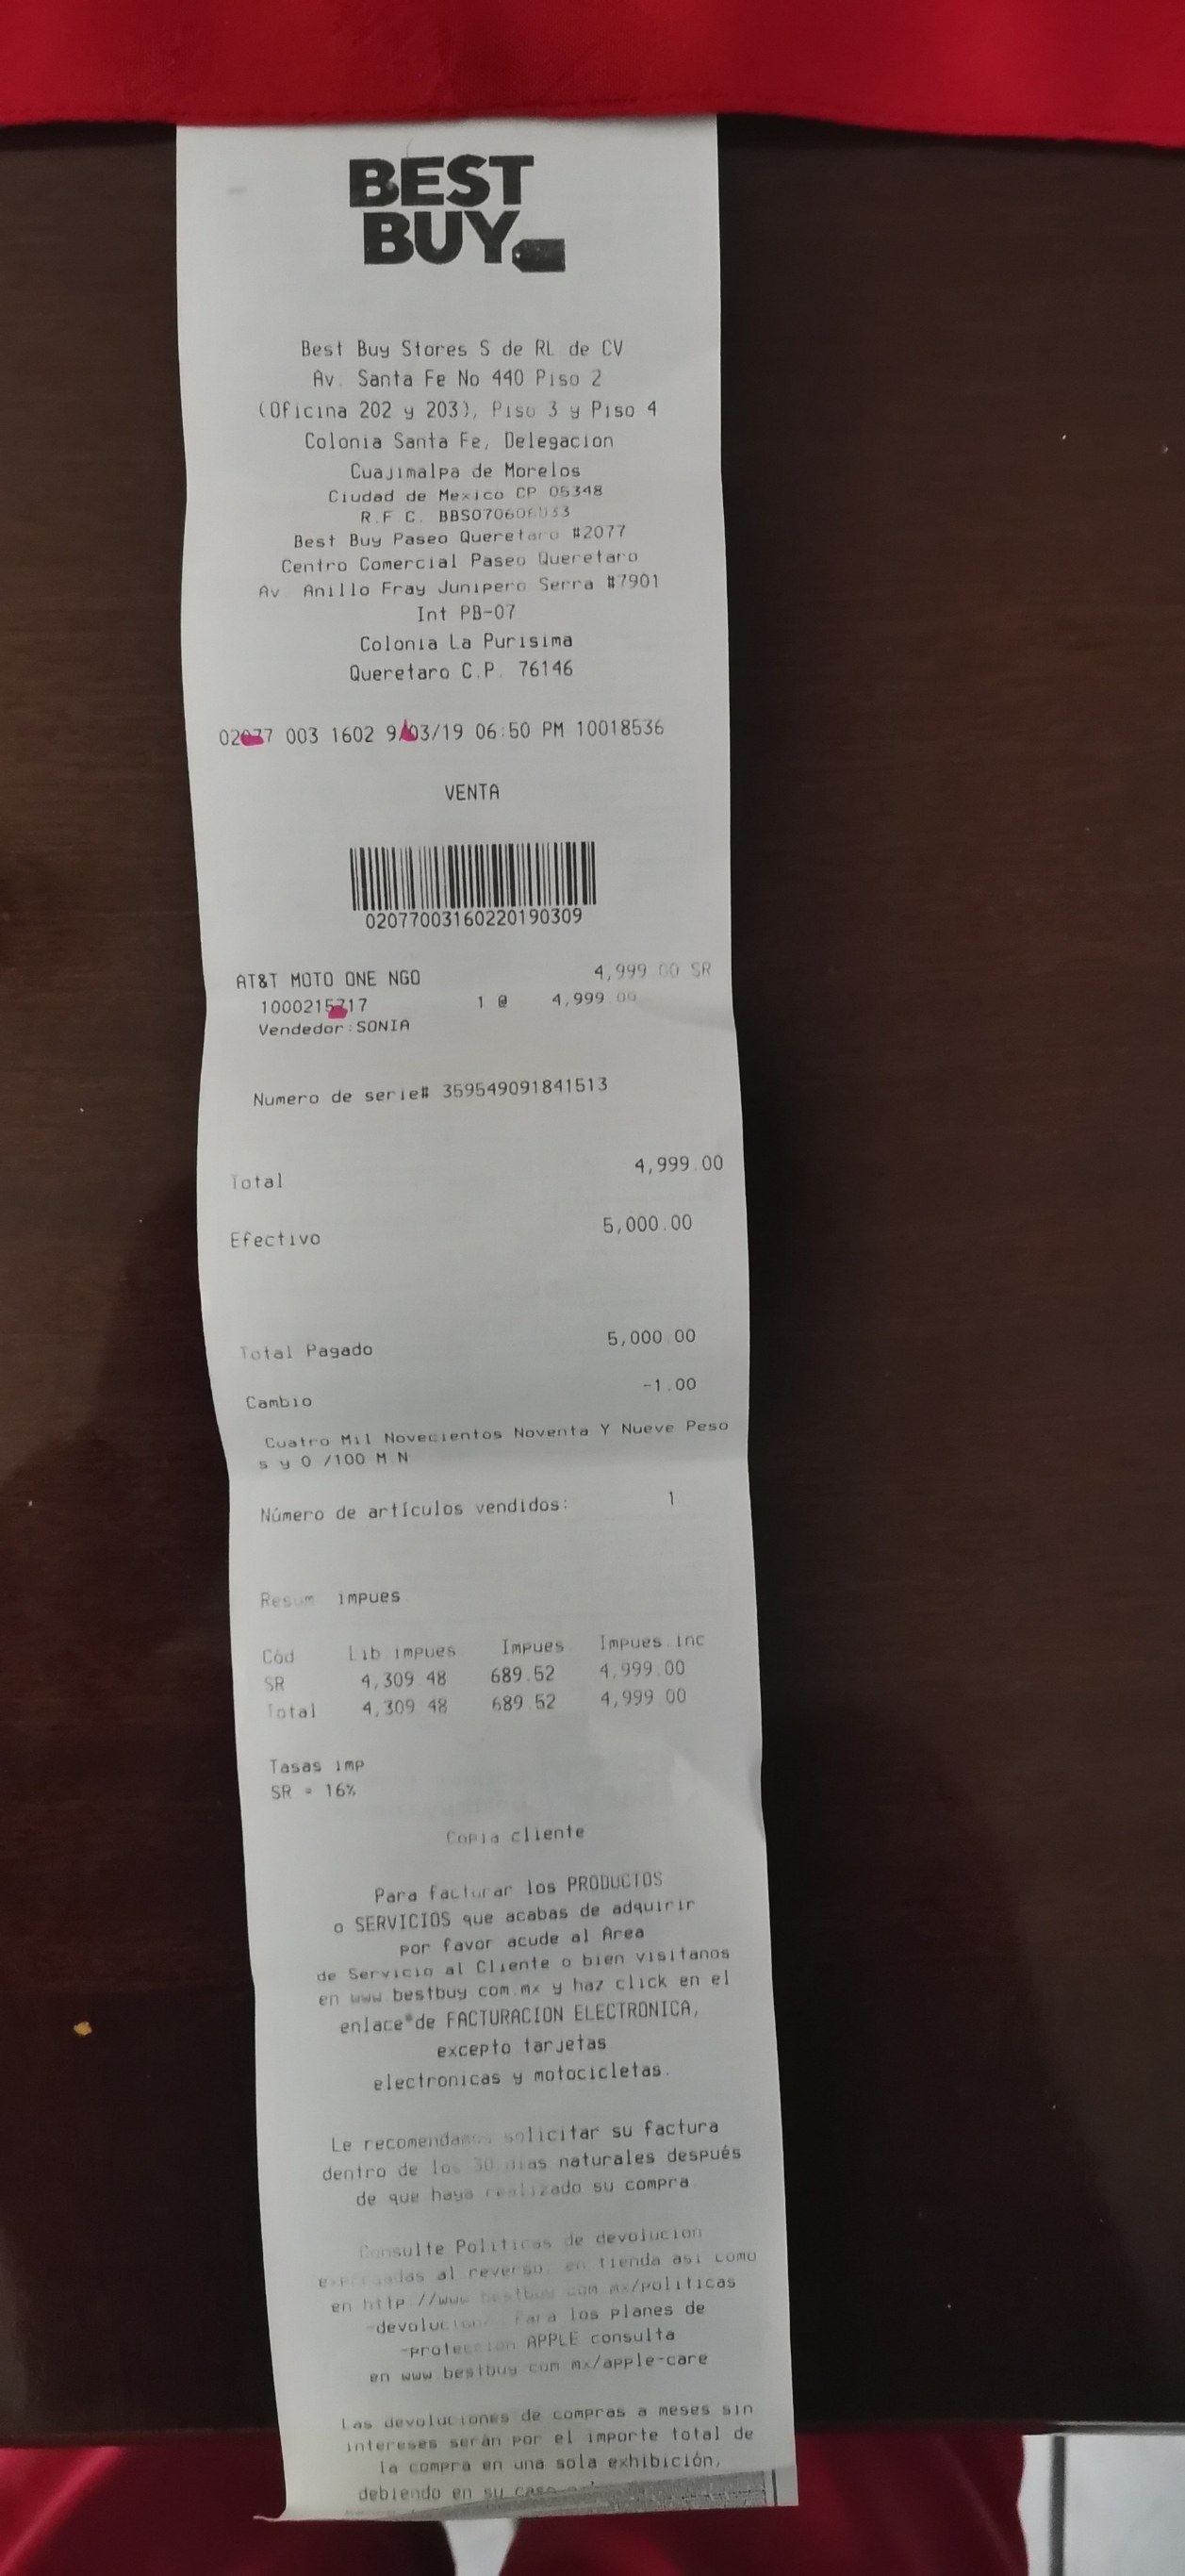 BEST
BUY
Best Buy Stores S de RL de CV
Av. Santa Fe No 440 Piso 2
(Oficina 202 y 203), Piso 3 y Piso 4
Colonia Santa Fe, Delegacion
Cuajimalpa de Morelos
Ciudad de Mexico CP 05348
R.F C.
Best Buy Paseo Queretaro #2077
Centro Comercial Paseo Queretaro
Av Anillo Fray Junipero Serra #7901
Int PB-07
Colonia La Purisima
Queretaro C.P. 76146
003 1602 9/03/19 06:50 PM 10018536
VENTA
02077003160220190309
AT&T MOTO ONE NGO 4,999 00 SR
1 @ 4,999.00
Vendedor:SONIA
Numero de serie# 359549091841513
Total 4,999.00
Efectivo 5,000.00
Total Pagado 5,000.00
Cambio -1.00
Cuatro Mil Novecientos Noventa Y Nueve Peso
s y 0 /100 M N
Número de artículos vendidos: 1
Resum impues
Cód Lib impues Impues. Impues.inc
SR 4,309.48 689.52 4,999.00
Total 4,309 48 689 52 4,999 00
Tasas imp
SR = 16%
Copia cliente
Para facturar los PRODUCTOS
o SERVICIOS que acabas de adquirir
por favor acude al Area
de Servicio al Cliente o bien visitanos
en www.bestbuy.com.mx y haz click en el
enlace de FACTURACION ELECTRONICA,
excepto tarjetas
electronicas y motocicletas.
Le recomendamos solicitar su factura
dentro de los 30 dias naturales después
de que haya realizado su compra.
Consulte Politicas de devolucion
expresadas al reverso, en tienda asi como
en http://www bestbuy com mx/politicas
-devolucion. Para los planes de
-proteccion APPLE consulta
en www bestbuy com mx/apple-care
Las devoluciones de compras a meses sin
intereses serán por el importe total de
la compra en una sola exhibición,
debiendo en su caso